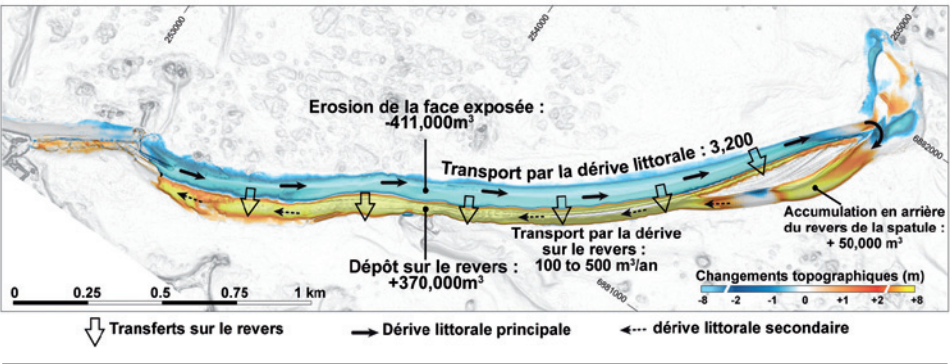 253000
254000
255000
Erosion de la face exposée :
-411,000m³
Transport par la dérive littorale : 3,200
6882000
Transport par la dérive
sur le revers :
100 to 500 m³/an
Accumulation en arrière
du revers de la spatule :
+ 50,000 m³
Dépôt sur le revers :
+370,000m³
6881000
Changements topographiques (m)
-8 -2 -1 0 +1 +2 +8
0 0.5 0.75 1 km
Transferts sur le revers
Dérive littorale principale
dérive littorale secondaire